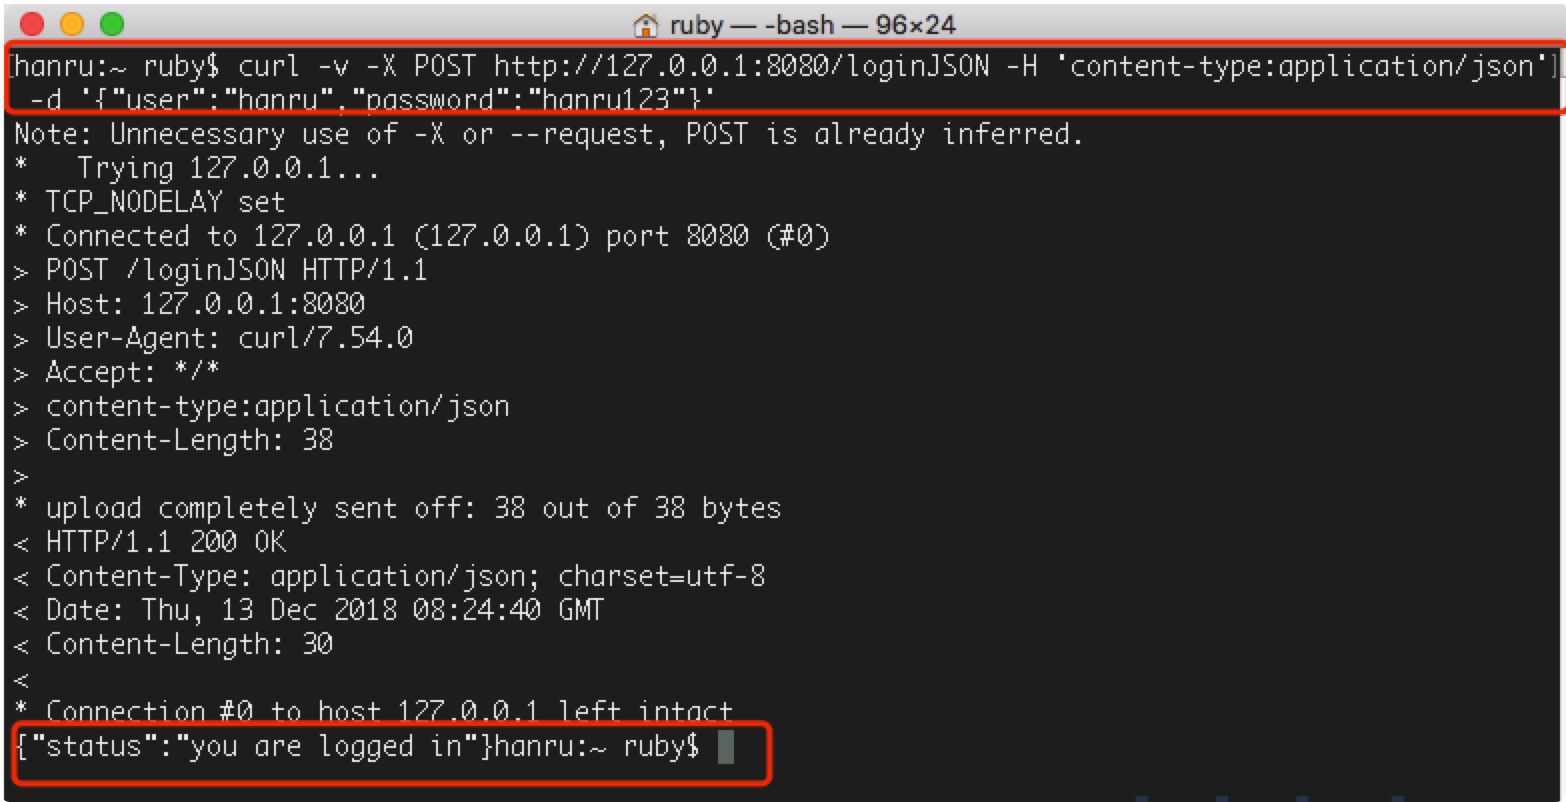 ruby — -bash — 96×24
hanru:~ ruby$ curl -v -X POST http://127.0.0.1:8080/loginJSON -H 'content-type:application/json'
-d '{"user":"hanru","password":"hanru123"}'
Note: Unnecessary use of -X or --request, POST is already inferred.
*   Trying 127.0.0.1...
* TCP_NODELAY set
* Connected to 127.0.0.1 (127.0.0.1) port 8080 (#0)
> POST /loginJSON HTTP/1.1
> Host: 127.0.0.1:8080
> User-Agent: curl/7.54.0
> Accept: */*
> content-type:application/json
> Content-Length: 38
>
* upload completely sent off: 38 out of 38 bytes
< HTTP/1.1 200 OK
< Content-Type: application/json; charset=utf-8
< Date: Thu, 13 Dec 2018 08:24:40 GMT
< Content-Length: 30
<
* Connection #0 to host 127.0.0.1 left intact
{"status":"you are logged in"}hanru:~ ruby$